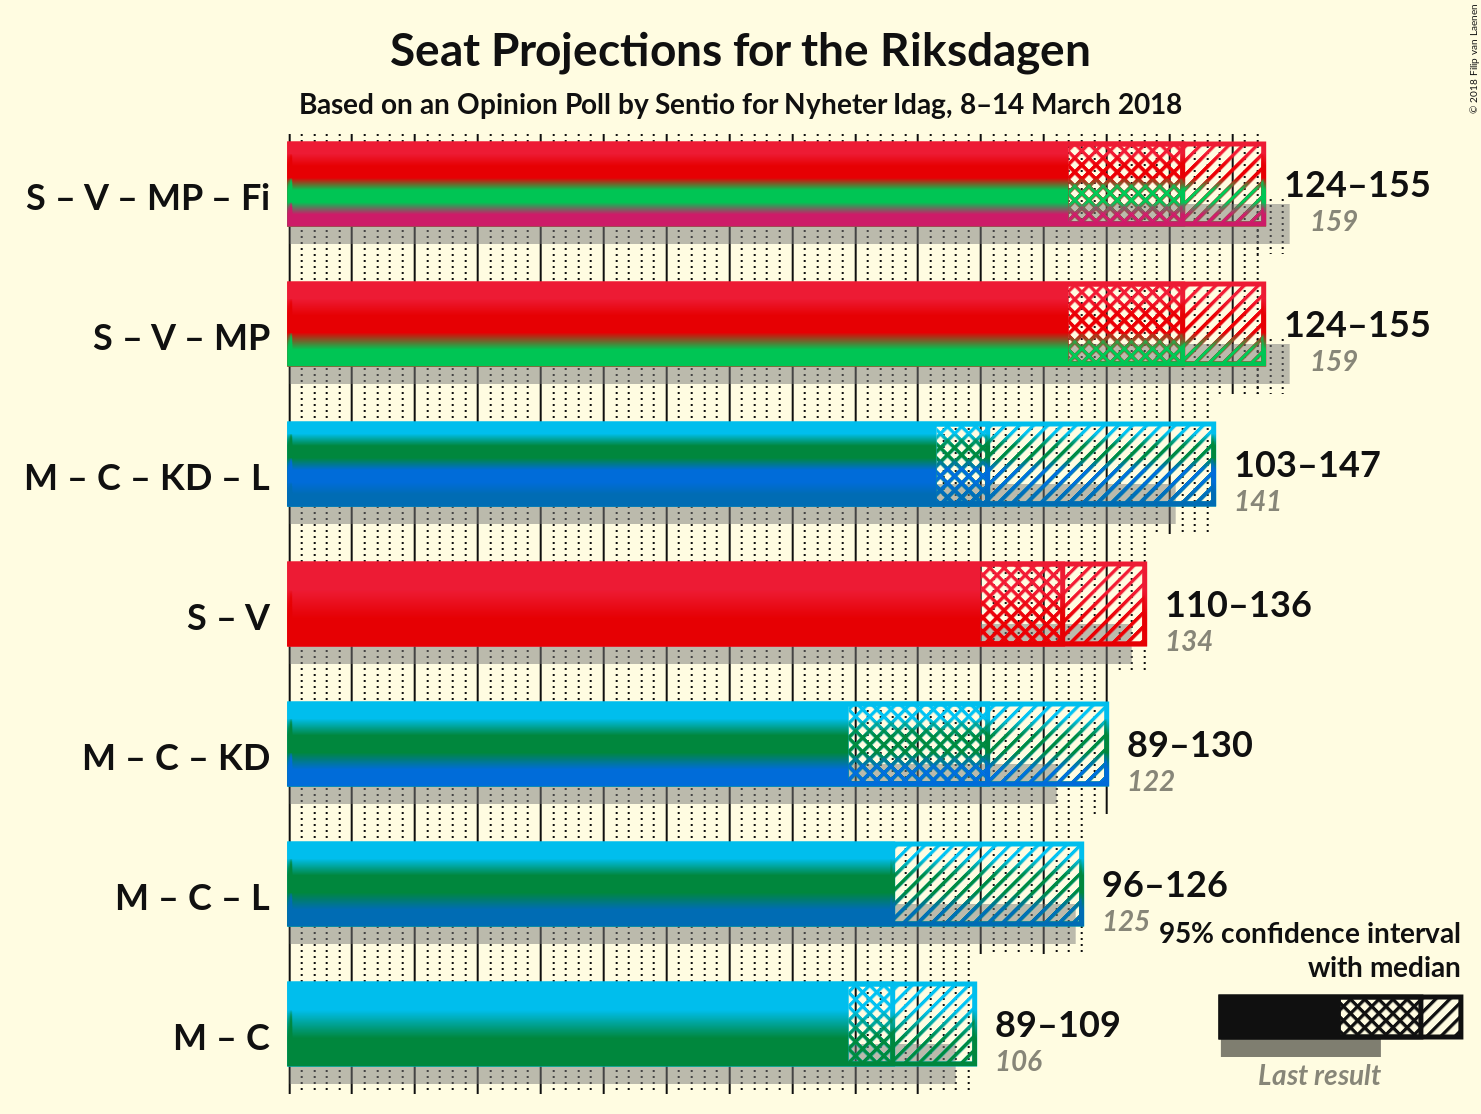 Seat Projections for the Riksdagen
Based on an Opinion Poll by Sentio for Nyheter Idag, 8–14 March 2018
© 2018 Filip van Laenen
S – V – MP – Fi
124–155
159
S – V – MP
124–155
159
M – C – KD – L
103–147
141
S – V
110–136
134
M – C – KD
89–130
122
M – C – L
96–126
125
M – C
89–109
106
95% confidence interval
with median
Last result